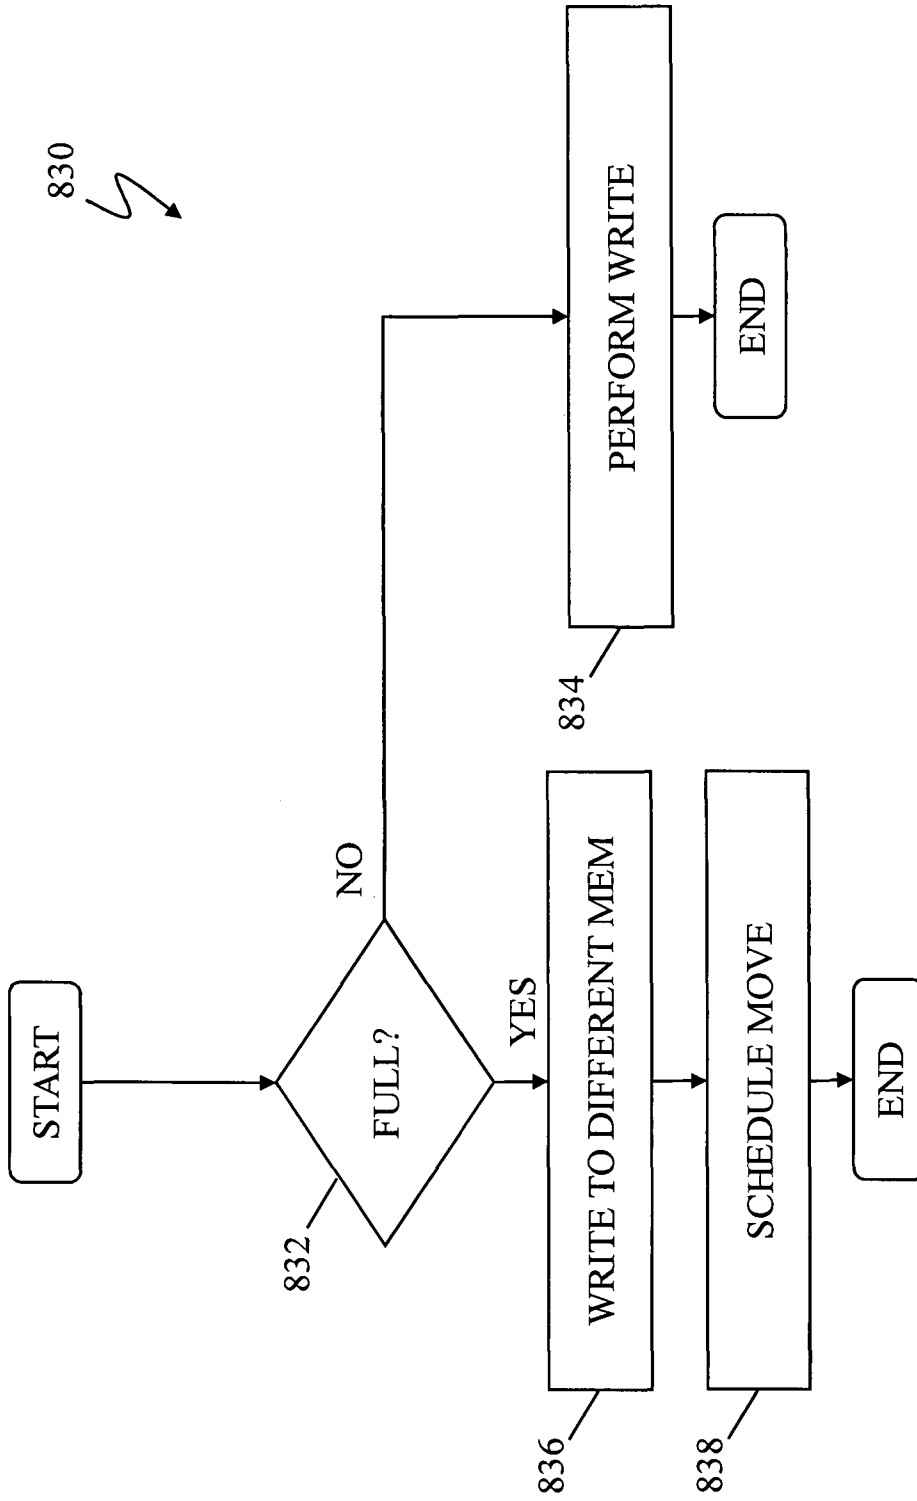 830
START
832
FULL?
NO
YES
836
WRITE TO DIFFERENT MEM
834
PERFORM WRITE
838
SCHEDULE MOVE
END
END